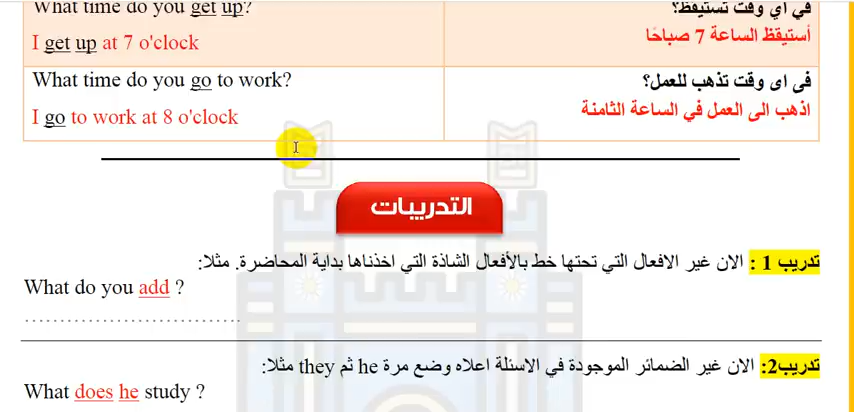 What time do you get up?
في اي وقت تستيقظ؟
I get up at 7 o'clock
أستيقظ الساعة 7 صباحًا
What time do you go to work?
في اى وقت تذهب للعمل؟
I go to work at 8 o'clock
اذهب الى العمل في الساعة الثامنة
التدريبات
تدريب 1 : الان غير الافعال التي تحتها خط بالأفعال الشاذة التي اخذناها بداية المحاضرة. مثلا:
What do you add ?
............................
تدريب2: الان غير الضمائر الموجودة في الاسئلة اعلاه وضع مرة he ثم they مثلا:
What does he study ?